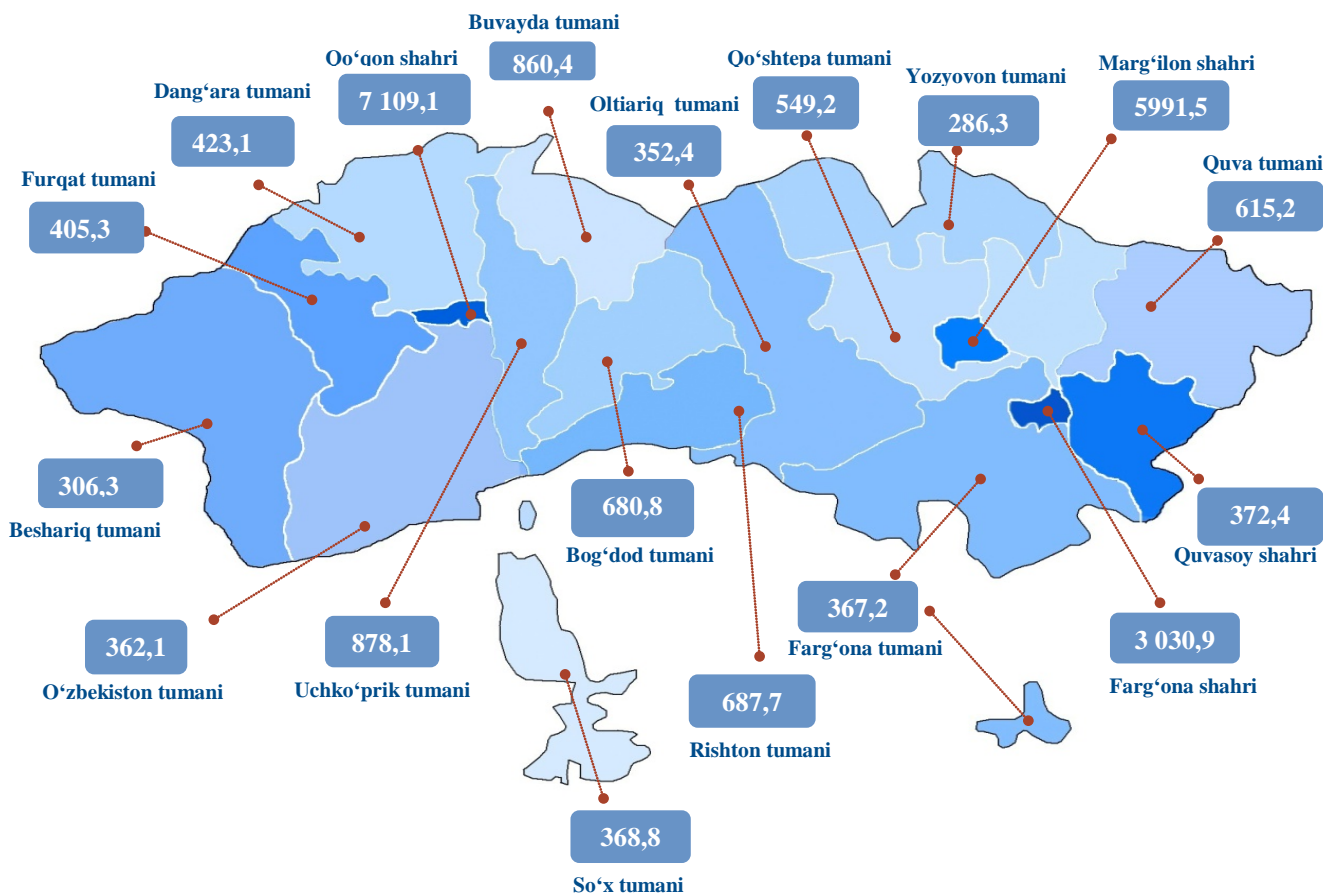 Buvayda tumani
860,4
Qo‘qon shahri
7 109,1
Qo‘shtepa tumani
549,2
Yozyovon tumani
286,3
Marg‘ilon shahri
5991,5
Dang‘ara tumani
423,1
Oltiariq tumani
352,4
Furqat tumani
405,3
Quva tumani
615,2
306,3
Beshariq tumani
680,8
Bog‘dod tumani
372,4
Quvasoy shahri
362,1
O‘zbekiston tumani
878,1
Uchko‘prik tumani
367,2
Farg‘ona tumani
3 030,9
Farg‘ona shahri
687,7
Rishton tumani
368,8
So‘x tumani